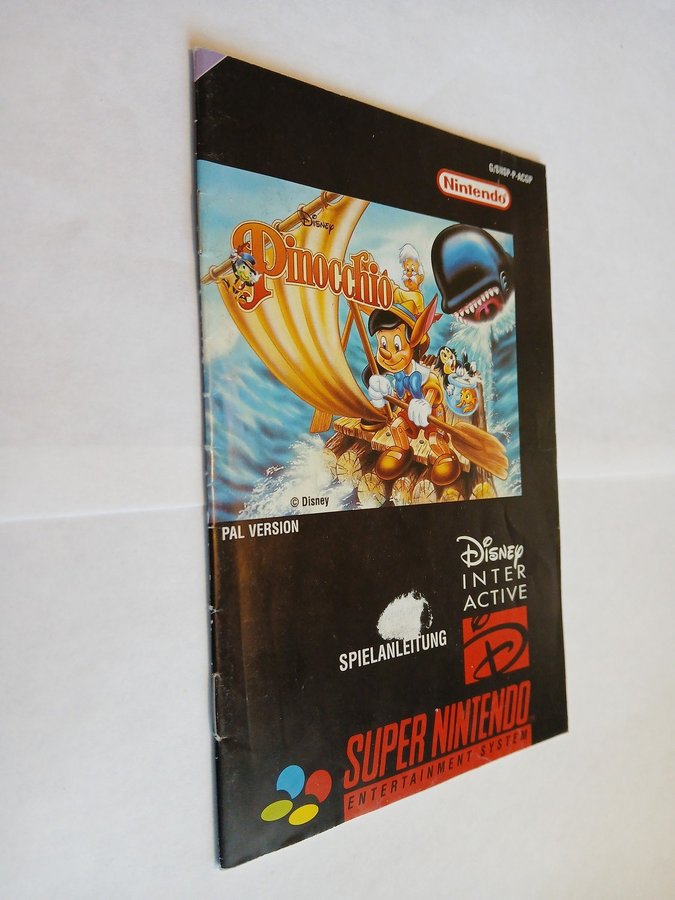 G/SNSP-P-ACGP
Nintendo
Disney
Pinocchio
© Disney
PAL VERSION
Disney
INTER
ACTIVE
SPIELANLEITUNG
SUPER NINTENDO
ENTERTAINMENT SYSTEM